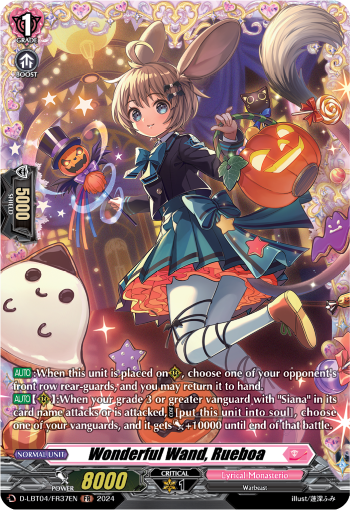 1
GRADE
BOOST
5000
SHIELD
AUTO :When this unit is placed on R, choose one of your opponent's
front row rear-guards, and you may return it to hand.
AUTO R :When your grade 3 or greater vanguard with "Siana" in its
card name attacks or is attacked, [put this unit into soul], choose
one of your vanguards, and it gets +10000 until end of that battle.
NORMAL UNIT
Wonderful Wand, Rueboa
POWER
8000
CRITICAL
1
Lyrical Monasterio
Warbeast
D-LBT04/FR37EN FR 2024
illust/蓮深ふみ